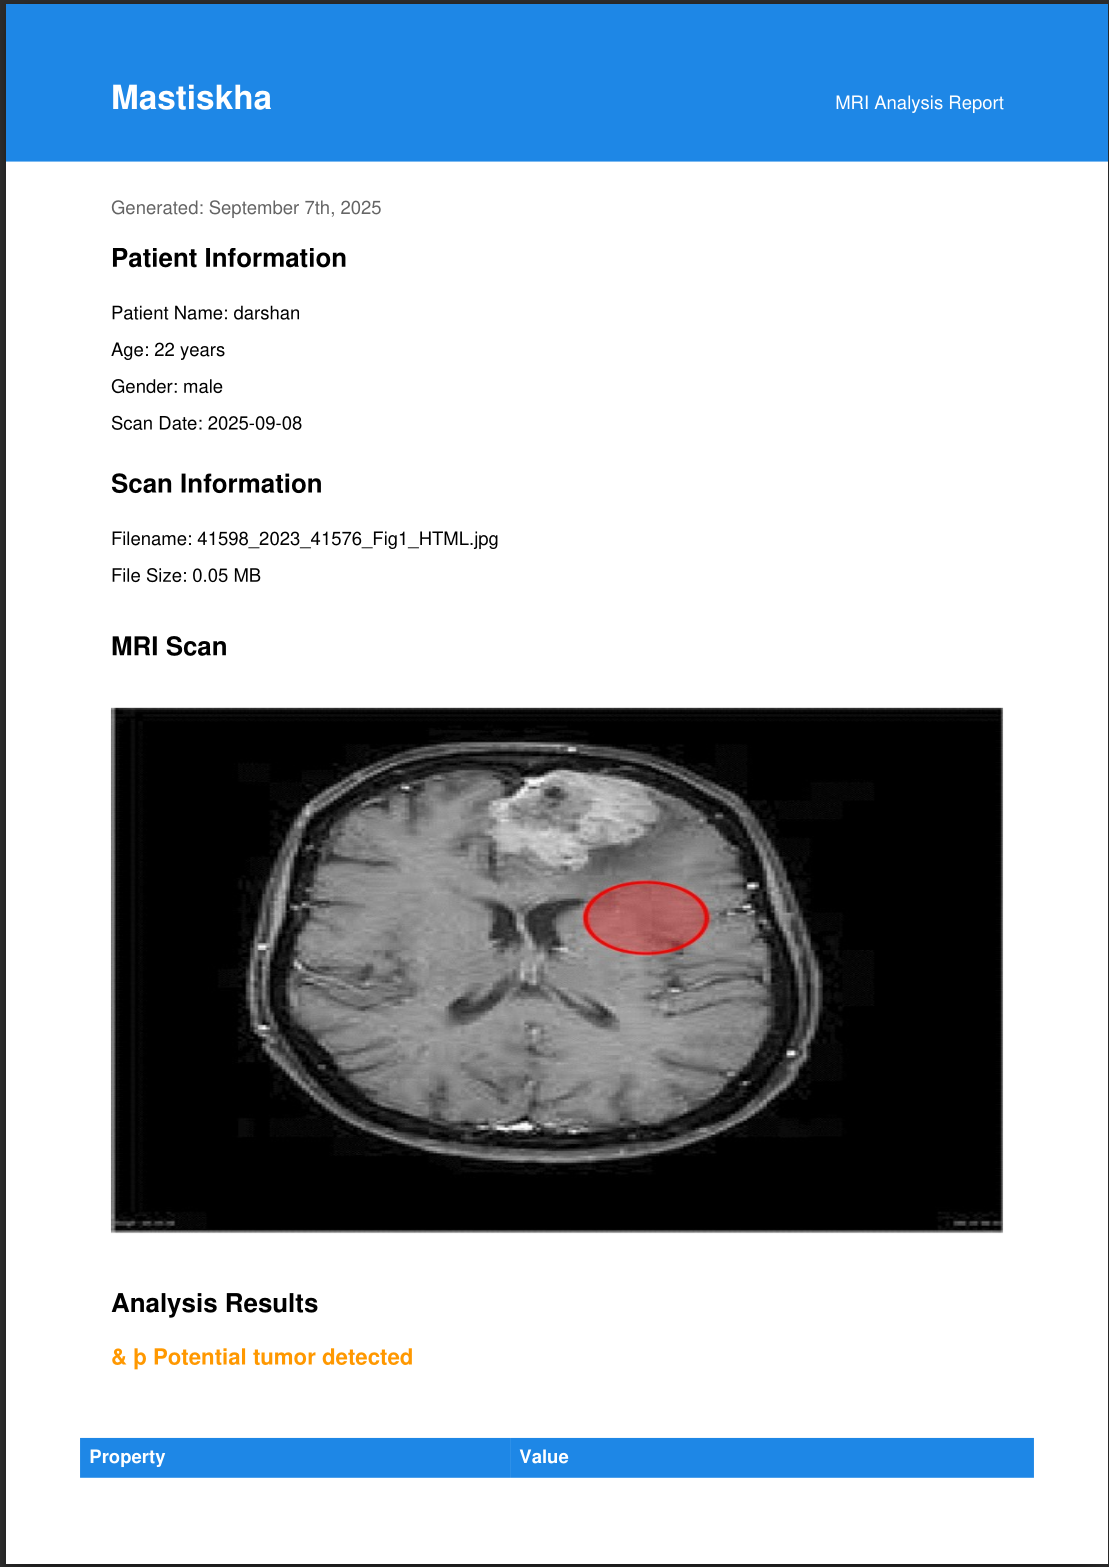 Mastiskha
MRI Analysis Report
Generated: September 7th, 2025
Patient Information
Patient Name: darshan
Age: 22 years
Gender: male
Scan Date: 2025-09-08
Scan Information
Filename: 41598_2023_41576_Fig1_HTML.jpg
File Size: 0.05 MB
MRI Scan
Analysis Results
& þ Potential tumor detected
Property Value